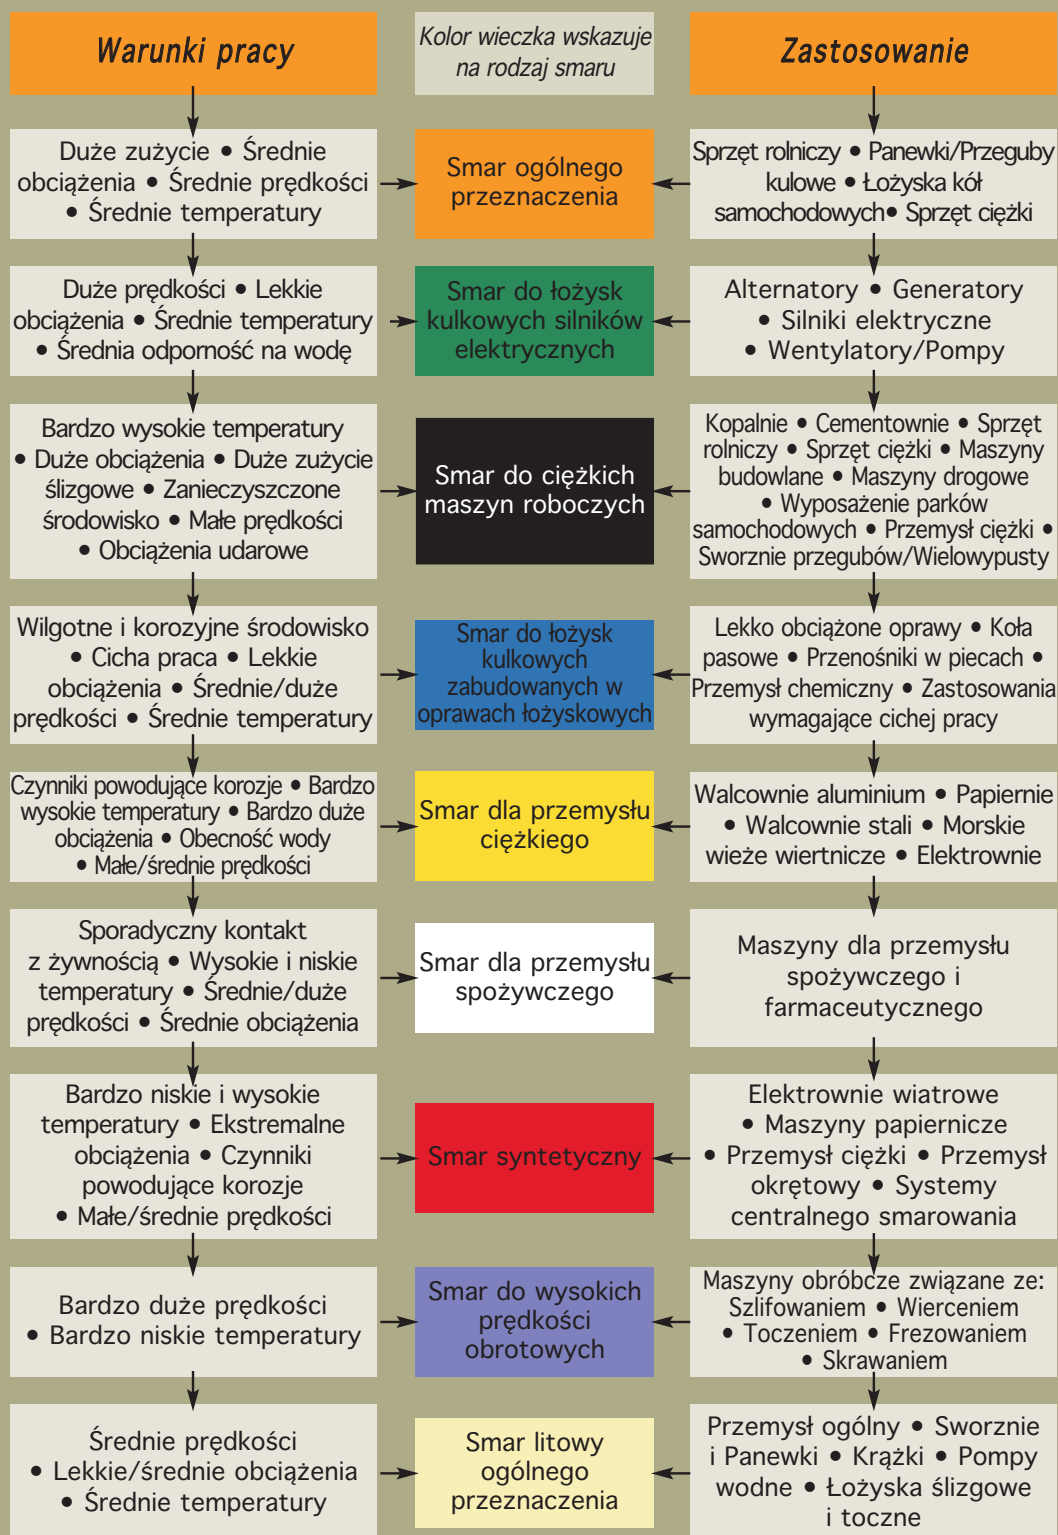 Warunki pracy
Kolor wieczka wskazuje
na rodzaj smaru
Zastosowanie
Duże zużycie • Średnie
obciążenia • Średnie prędkości
• Średnie temperatury
Smar ogólnego
przeznaczenia
Sprzęt rolniczy • Panewki/Przeguby
kulowe • Łożyska kół
samochodowych• Sprzęt ciężki
Duże prędkości • Lekkie
obciążenia • Średnie temperatury
• Średnia odporność na wodę
Smar do łożysk
kulkowych silników
elektrycznych
Alternatory • Generatory
• Silniki elektryczne
• Wentylatory/Pompy
Bardzo wysokie temperatury
• Duże obciążenia • Duże zużycie
ślizgowe • Zanieczyszczone
środowisko • Małe prędkości
• Obciążenia udarowe
Smar do ciężkich
maszyn roboczych
Kopalnie • Cementownie • Sprzęt
rolniczy • Sprzęt ciężki • Maszyny
budowlane • Maszyny drogowe
• Wyposażenie parków
samochodowych • Przemysł ciężki •
Sworznie przegubów/Wielowypusty
Wilgotne i korozyjne środowisko
• Cicha praca • Lekkie
obciążenia • Średnie/duże
prędkości • Średnie temperatury
Smar do łożysk
kulkowych
zabudowanych w
oprawach łożyskowych
Lekko obciążone oprawy • Koła
pasowe • Przenośniki w piecach •
Przemysł chemiczny • Zastosowania
wymagające cichej pracy
Czynniki powodujące korozje • Bardzo
wysokie temperatury • Bardzo duże
obciążenia • Obecność wody
• Małe/średnie prędkości
Smar dla przemysłu
ciężkiego
Walcownie aluminium • Papiernie
• Walcownie stali • Morskie
wieże wiertnicze • Elektrownie
Sporadyczny kontakt
z żywnością • Wysokie i niskie
temperatury • Średnie/duże
prędkości • Średnie obciążenia
Smar dla przemysłu
spożywczego
Maszyny dla przemysłu
spożywczego i
farmaceutycznego
Bardzo niskie i wysokie
temperatury • Ekstremalne
obciążenia • Czynniki
powodujące korozje
• Małe/średnie prędkości
Smar syntetyczny
Elektrownie wiatrowe
• Maszyny papiernicze
• Przemysł ciężki • Przemysł
okrętowy • Systemy
centralnego smarowania
Bardzo duże prędkości
• Bardzo niskie temperatury
Smar do wysokich
prędkości
obrotowych
Maszyny obróbcze związane ze:
Szlifowaniem • Wierceniem
• Toczeniem • Frezowaniem
• Skrawaniem
Średnie prędkości
• Lekkie/średnie obciążenia
• Średnie temperatury
Smar litowy
ogólnego
przeznaczenia
Przemysł ogólny • Sworznie
i Panewki • Krążki • Pompy
wodne • Łożyska ślizgowe
i toczne